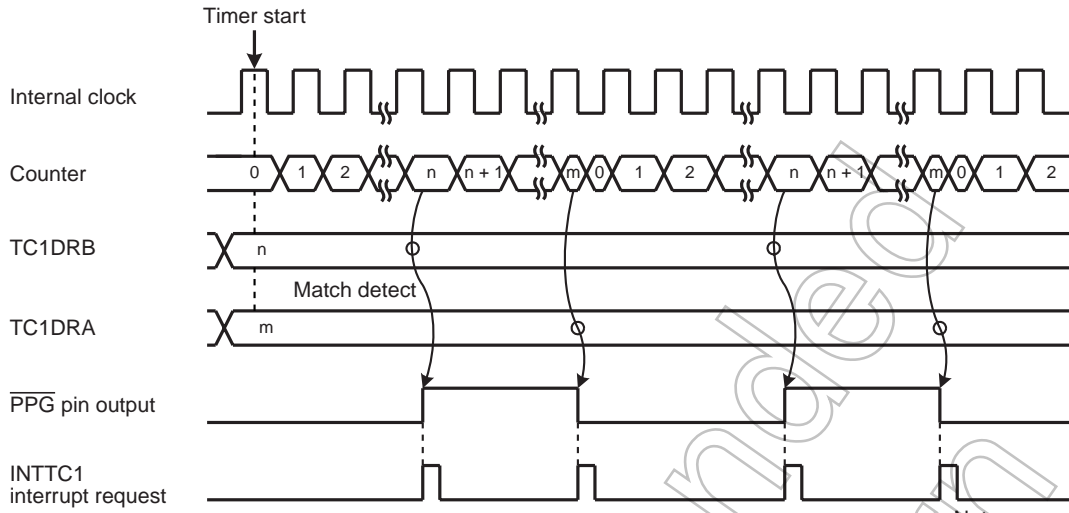 Timer start
Internal clock
Counter
0 1 2 n n + 1 m 0 1 2 n n + 1 m 0 1 2
TC1DRB
n
Match detect
TC1DRA
m
PPG pin output
INTTC1
interrupt request